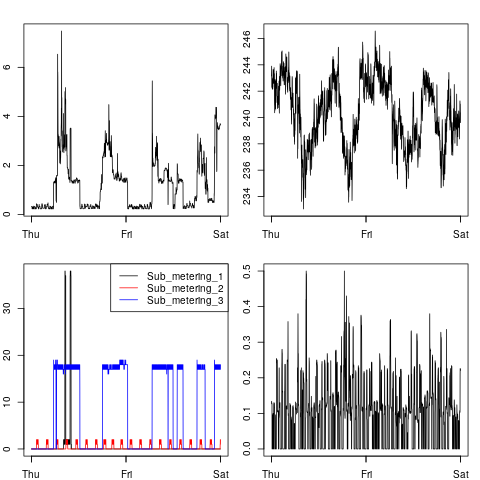 6
4
2
0
Thu
Fri
Sat
246
242
240
238
236
234
Thu
Fri
Sat
30
20
10
0
Sub_metering_1
Sub_metering_2
Sub_metering_3
Thu
Fri
Sat
0.5
0.4
0.3
0.2
0.1
0.0
Thu
Fri
Sat